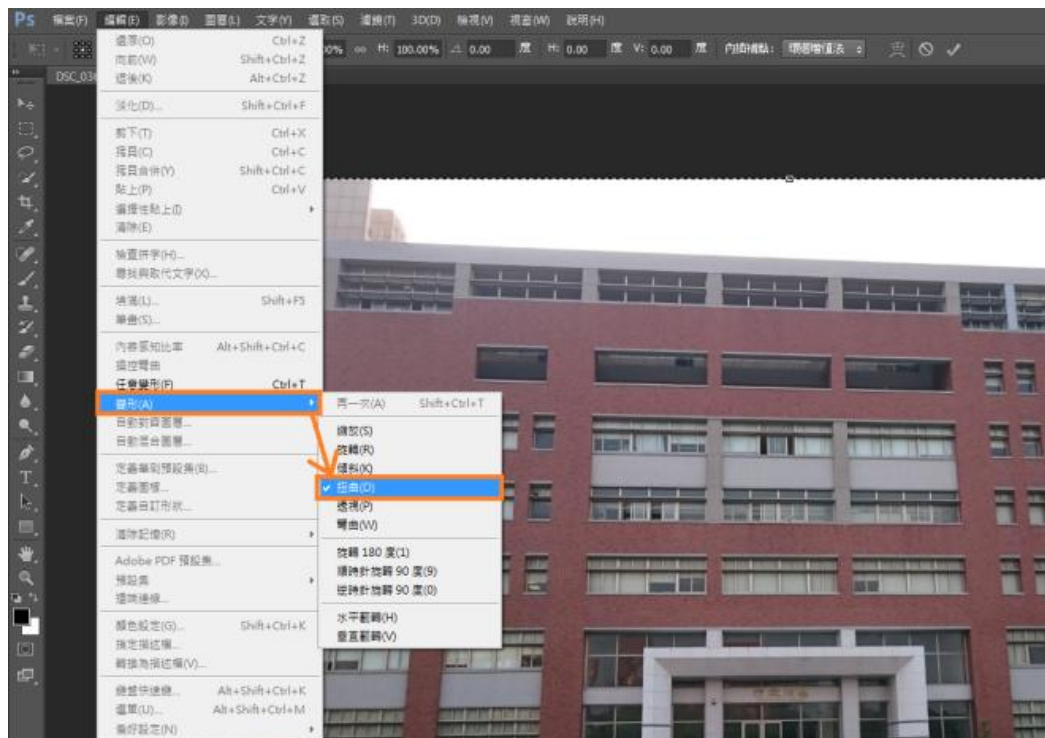 Ps 檔案(F) 編輯(E) 影像(I) 圖層(L) 文字(Y) 選取(S) 濾鏡(T) 3D(D) 檢視(V) 視窗(W) 說明(H)
H: 100.00% 0.00 度 H: 0.00 度 V: 0.00 度 內插補點: 環迴增值法
DSC_03
還原(O) Ctrl+Z
向前(W) Shift+Ctrl+Z
退後(K) Alt+Ctrl+Z
淡化(D)... Shift+Ctrl+F
剪下(T) Ctrl+X
拷貝(C) Ctrl+C
拷貝合併(Y) Shift+Ctrl+C
貼上(P) Ctrl+V
選擇性貼上(I)
清除(E)
檢查拼字(H)...
尋找與取代文字(X)...
填滿(L)... Shift+F5
筆畫(S)...
內容感知比率 Alt+Shift+Ctrl+C
操控彎曲
任意變形(F) Ctrl+T
變形(A)
再一次(A) Shift+Ctrl+T
縮放(S)
旋轉(R)
傾斜(K)
扭曲(D)
透視(P)
彎曲(W)
旋轉 180 度(1)
順時針旋轉 90 度(9)
逆時針旋轉 90 度(0)
水平翻轉(H)
垂直翻轉(V)
自動對齊圖層...
自動混合圖層...
定義筆刷預設集(B)...
定義圖樣...
定義自訂形狀...
清除記憶(R)
Adobe PDF 預設集...
預設集
遠端連線...
顏色設定(G)... Shift+Ctrl+K
指定描述檔...
轉換為描述檔(V)...
鍵盤快速鍵... Alt+Shift+Ctrl+K
選單(U)... Alt+Shift+Ctrl+M
偏好設定(N)